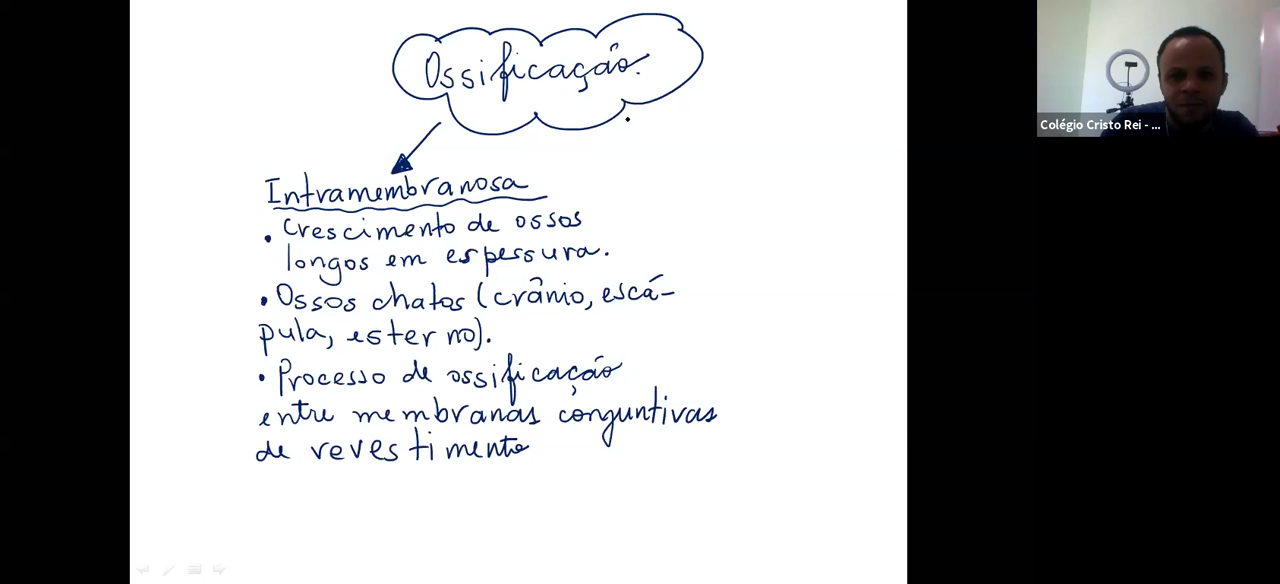 Ossificação.
Intramembranosa
• Crescimento de ossos
longos em espessura.
• Ossos chatos (crânio, escá-
pula, esterno).
• Processo de ossificação
entre membranas conjuntivas
de revestimento
Colégio Cristo Rei - ...